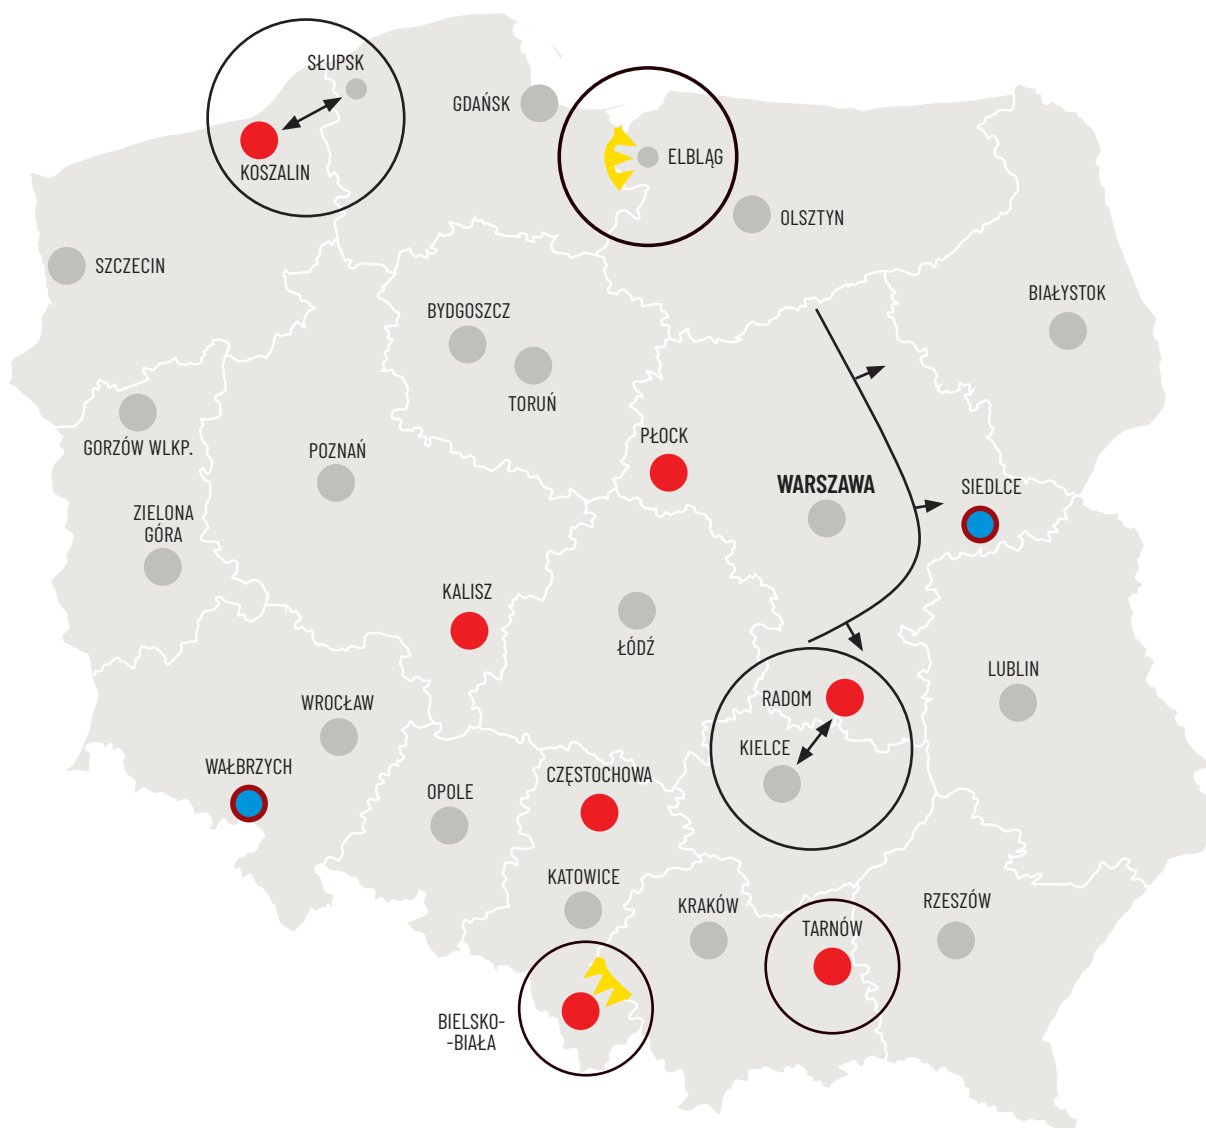 SŁUPSK
GDAŃSK
KOSZALIN
ELBLĄG
OLSZTYN
SZCZECIN
BIAŁYSTOK
BYDGOSZCZ
TORUŃ
GORZÓW WLKP.
POZNAŃ
PŁOCK
WARSZAWA
SIEDLCE
ZIELONA
GÓRA
KALISZ
ŁÓDŹ
LUBLIN
RADOM
WROCŁAW
KIELCE
WAŁBRZYCH
CZĘSTOCHOWA
OPOLE
KATOWICE
KRAKÓW
TARNÓW
RZESZÓW
BIELSKO-
-BIAŁA